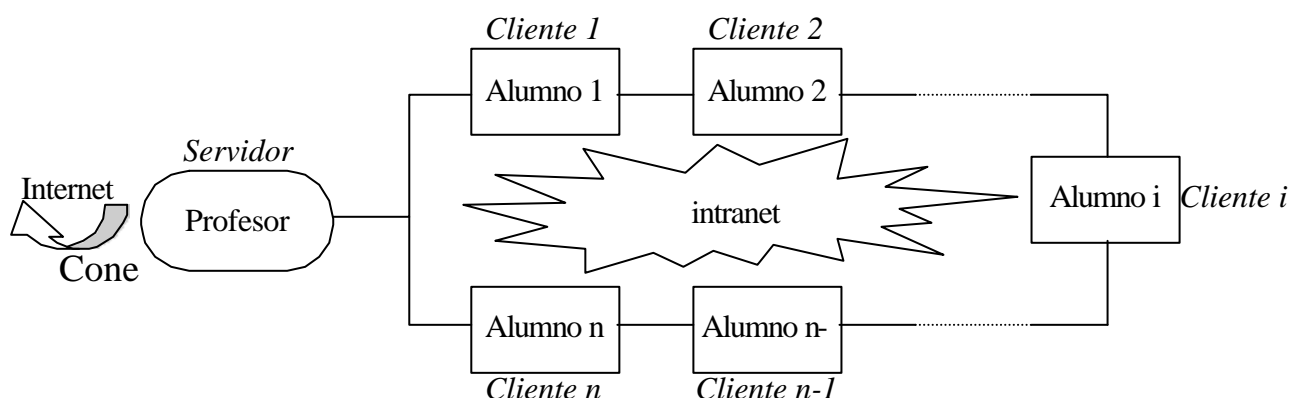 Cliente 1
Cliente 2
Alumno 1
Alumno 2
Servidor
Internet
Profesor
Cone
intranet
Alumno i
Cliente i
Alumno n
Alumno n-
Cliente n
Cliente n-1